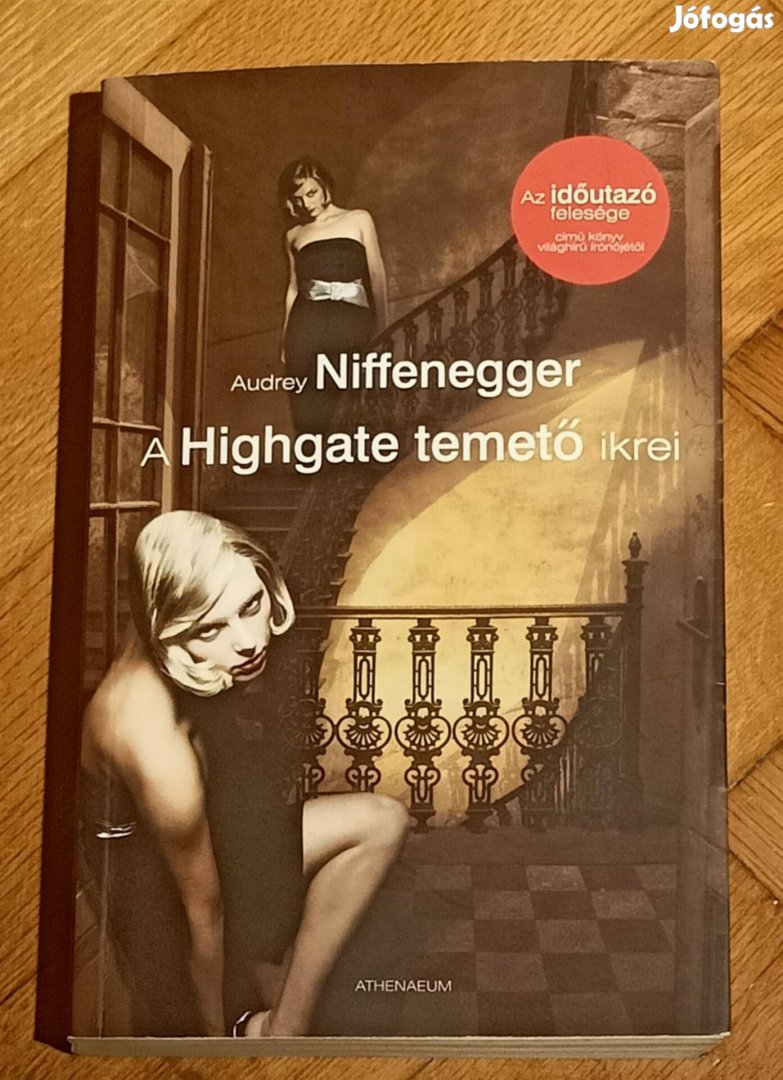 Jófogás
Az időutazó
felesége
című könyv
világhírű írónőjétől
Audrey Niffenegger
A Highgate temető ikrei
ATHENAEUM